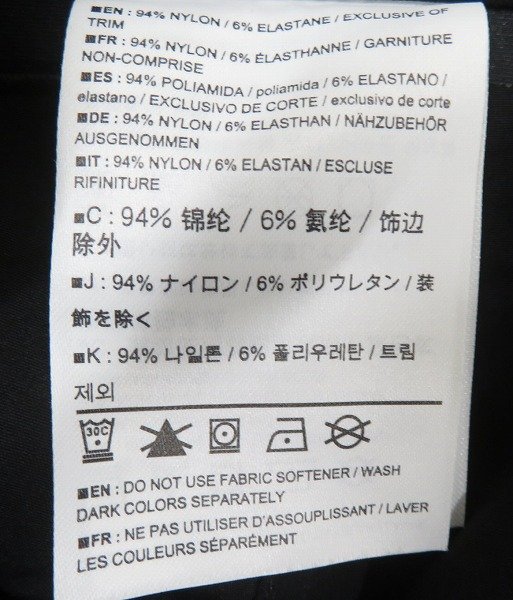 ■EN : 94% NYLON / 6% ELASTANE / EXCLUSIVE OF
TRIM
■FR : 94% NYLON / 6% ÉLASTHANNE / GARNITURE
NON-COMPRISE
■ES : 94% POLIAMIDA / poliamida / 6% ELASTANO /
elastano / EXCLUSIVO DE CORTE / exclusivo de corte
■DE : 94% NYLON / 6% ELASTHAN / NÄHZUBEHÖR
AUSGENOMMEN
■IT : 94% NYLON / 6% ELASTAN / ESCLUSE
RIFINITURE
■C : 94% 锦纶 / 6% 氨纶 / 饰边
除外
■J : 94% ナイロン / 6% ポリウレタン / 装
飾を除く
■K : 94% 나일론 / 6% 폴리우레탄 / 트림
제외
30C
■EN : DO NOT USE FABRIC SOFTENER / WASH
DARK COLORS SEPARATELY
■FR : NE PAS UTILISER D'ASSOUPLISSANT / LAVER
LES COULEURS SÉPARÉMENT